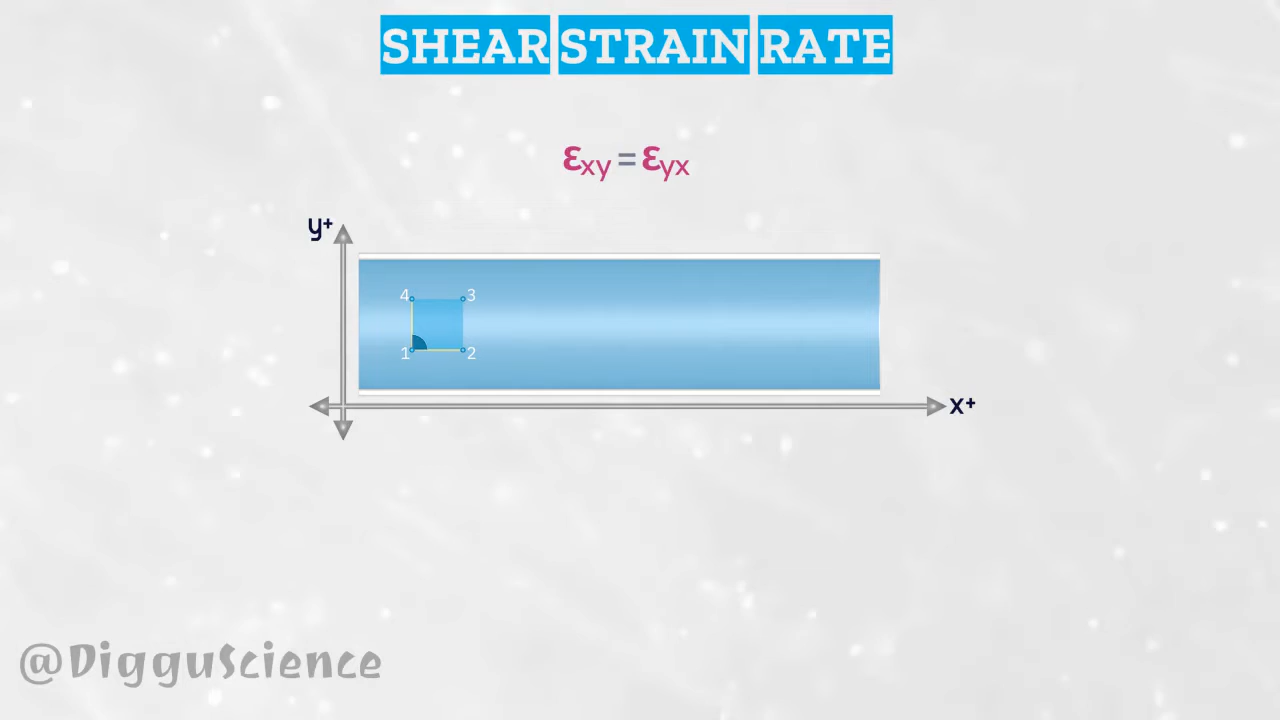 SHEAR STRAIN RATE
εxy = εyx
y+
4 3
1 2
x+
@DigguScience